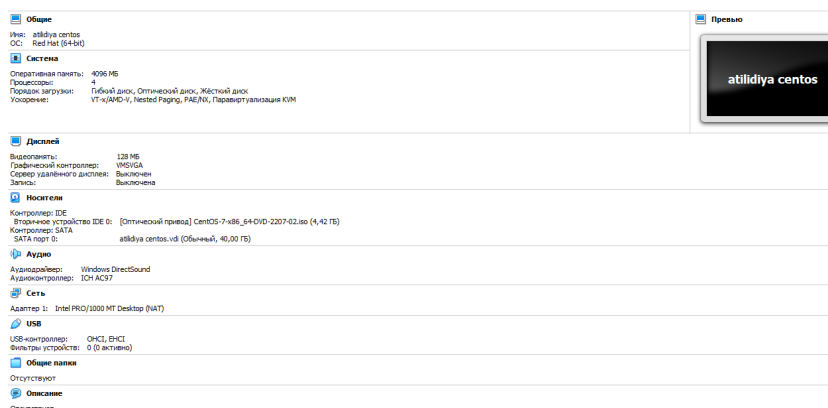 Общие
Имя: atilidiya centos
ОС: Red Hat (64-bit)
Система
Оперативная память: 4096 МБ
Процессоры: 4
Порядок загрузки: Гибкий диск, Оптический диск, Жёсткий диск
Ускорение: VT-x/AMD-V, Nested Paging, PAE/NX, Паравиртуализация KVM
Превью
atilidiya centos
Дисплей
Видеопамять: 128 МБ
Графический контроллер: VMSVGA
Сервер удалённого дисплея: Выключен
Запись: Выключена
Носители
Контроллер: IDE
Вторичное устройство IDE 0: [Оптический привод] CentOS-7-x86_64-DVD-2207-02.iso (4,42 ГБ)
Контроллер: SATA
SATA порт 0: atilidiya centos.vdi (Обычный, 40,00 ГБ)
Аудио
Аудиодрайвер: Windows DirectSound
Аудиоконтроллер: ICH AC97
Сеть
Адаптер 1: Intel PRO/1000 MT Desktop (NAT)
USB
USB-контроллер: OHCI, EHCI
Фильтры устройств: 0 (0 активно)
Общие папки
Отсутствуют
Описание